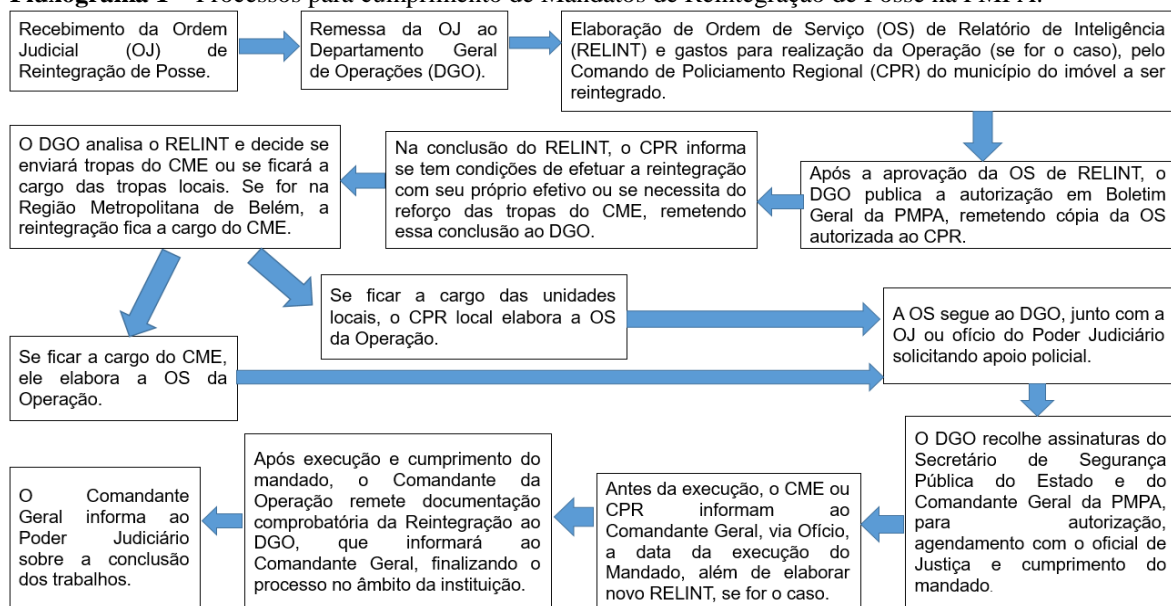 Fluxograma 1 – Processos para cumprimento de Mandatos de Reintegração de Posse na PMPA.
Recebimento da Ordem
Judicial (OJ) de
Reintegração de Posse.
Remessa da OJ ao
Departamento Geral
de Operações (DGO).
Elaboração de Ordem de Serviço (OS) de Relatório de Inteligência
(RELINT) e gastos para realização da Operação (se for o caso), pelo
Comando de Policiamento Regional (CPR) do município do imóvel a ser
reintegrado.
Após a aprovação da OS de RELINT, o
DGO publica a autorização em Boletim
Geral da PMPA, remetendo cópia da OS
autorizada ao CPR.
Na conclusão do RELINT, o CPR informa
se tem condições de efetuar a reintegração
com seu próprio efetivo ou se necessita do
reforço das tropas do CME, remetendo
essa conclusão ao DGO.
O DGO analisa o RELINT e decide se
enviará tropas do CME ou se ficará a
cargo das tropas locais. Se for na
Região Metropolitana de Belém, a
reintegração fica a cargo do CME.
Se ficar a cargo das unidades
locais, o CPR local elabora a OS
da Operação.
Se ficar a cargo do CME,
ele elabora a OS da
Operação.
A OS segue ao DGO, junto com a
OJ ou ofício do Poder Judiciário
solicitando apoio policial.
O DGO recolhe assinaturas do
Secretário de Segurança
Pública do Estado e do
Comandante Geral da PMPA,
para autorização,
agendamento com o oficial de
Justiça e cumprimento do
mandado.
Antes da execução, o CME ou
CPR informam ao
Comandante Geral, via Ofício,
a data da execução do
Mandado, além de elaborar
novo RELINT, se for o caso.
Após execução e cumprimento do
mandado, o Comandante da
Operação remete documentação
comprobatória da Reintegração ao
DGO, que informará ao
Comandante Geral, finalizando o
processo no âmbito da instituição.
O Comandante
Geral informa ao
Poder Judiciário
sobre a conclusão
dos trabalhos.